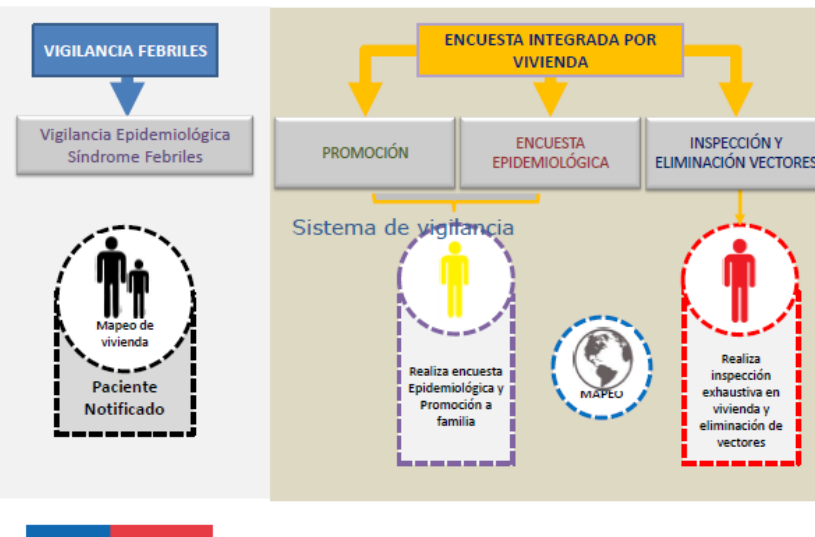 VIGILANCIA FEBRILES
Vigilancia Epidemiológica
Síndrome Febriles
Mapeo de
vivienda
Paciente
Notificado
ENCUESTA INTEGRADA POR
VIVIENDA
PROMOCIÓN
ENCUESTA
EPIDEMIOLÓGICA
INSPECCIÓN Y
ELIMINACIÓN VECTORES
Sistema de vigilancia
Realiza encuesta
Epidemiológica y
Promoción a
familia
MAPEO
Realiza
inspección
exhaustiva en
vivienda y
eliminación de
vectores